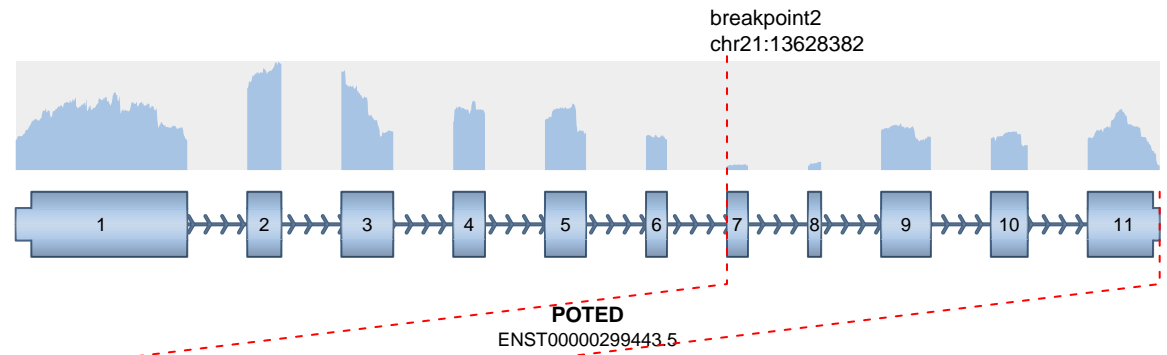 breakpoint2
chr21:13628382
1 2 3 4 5 6 7 8 9 10 11
POTED
ENST00000299443.5